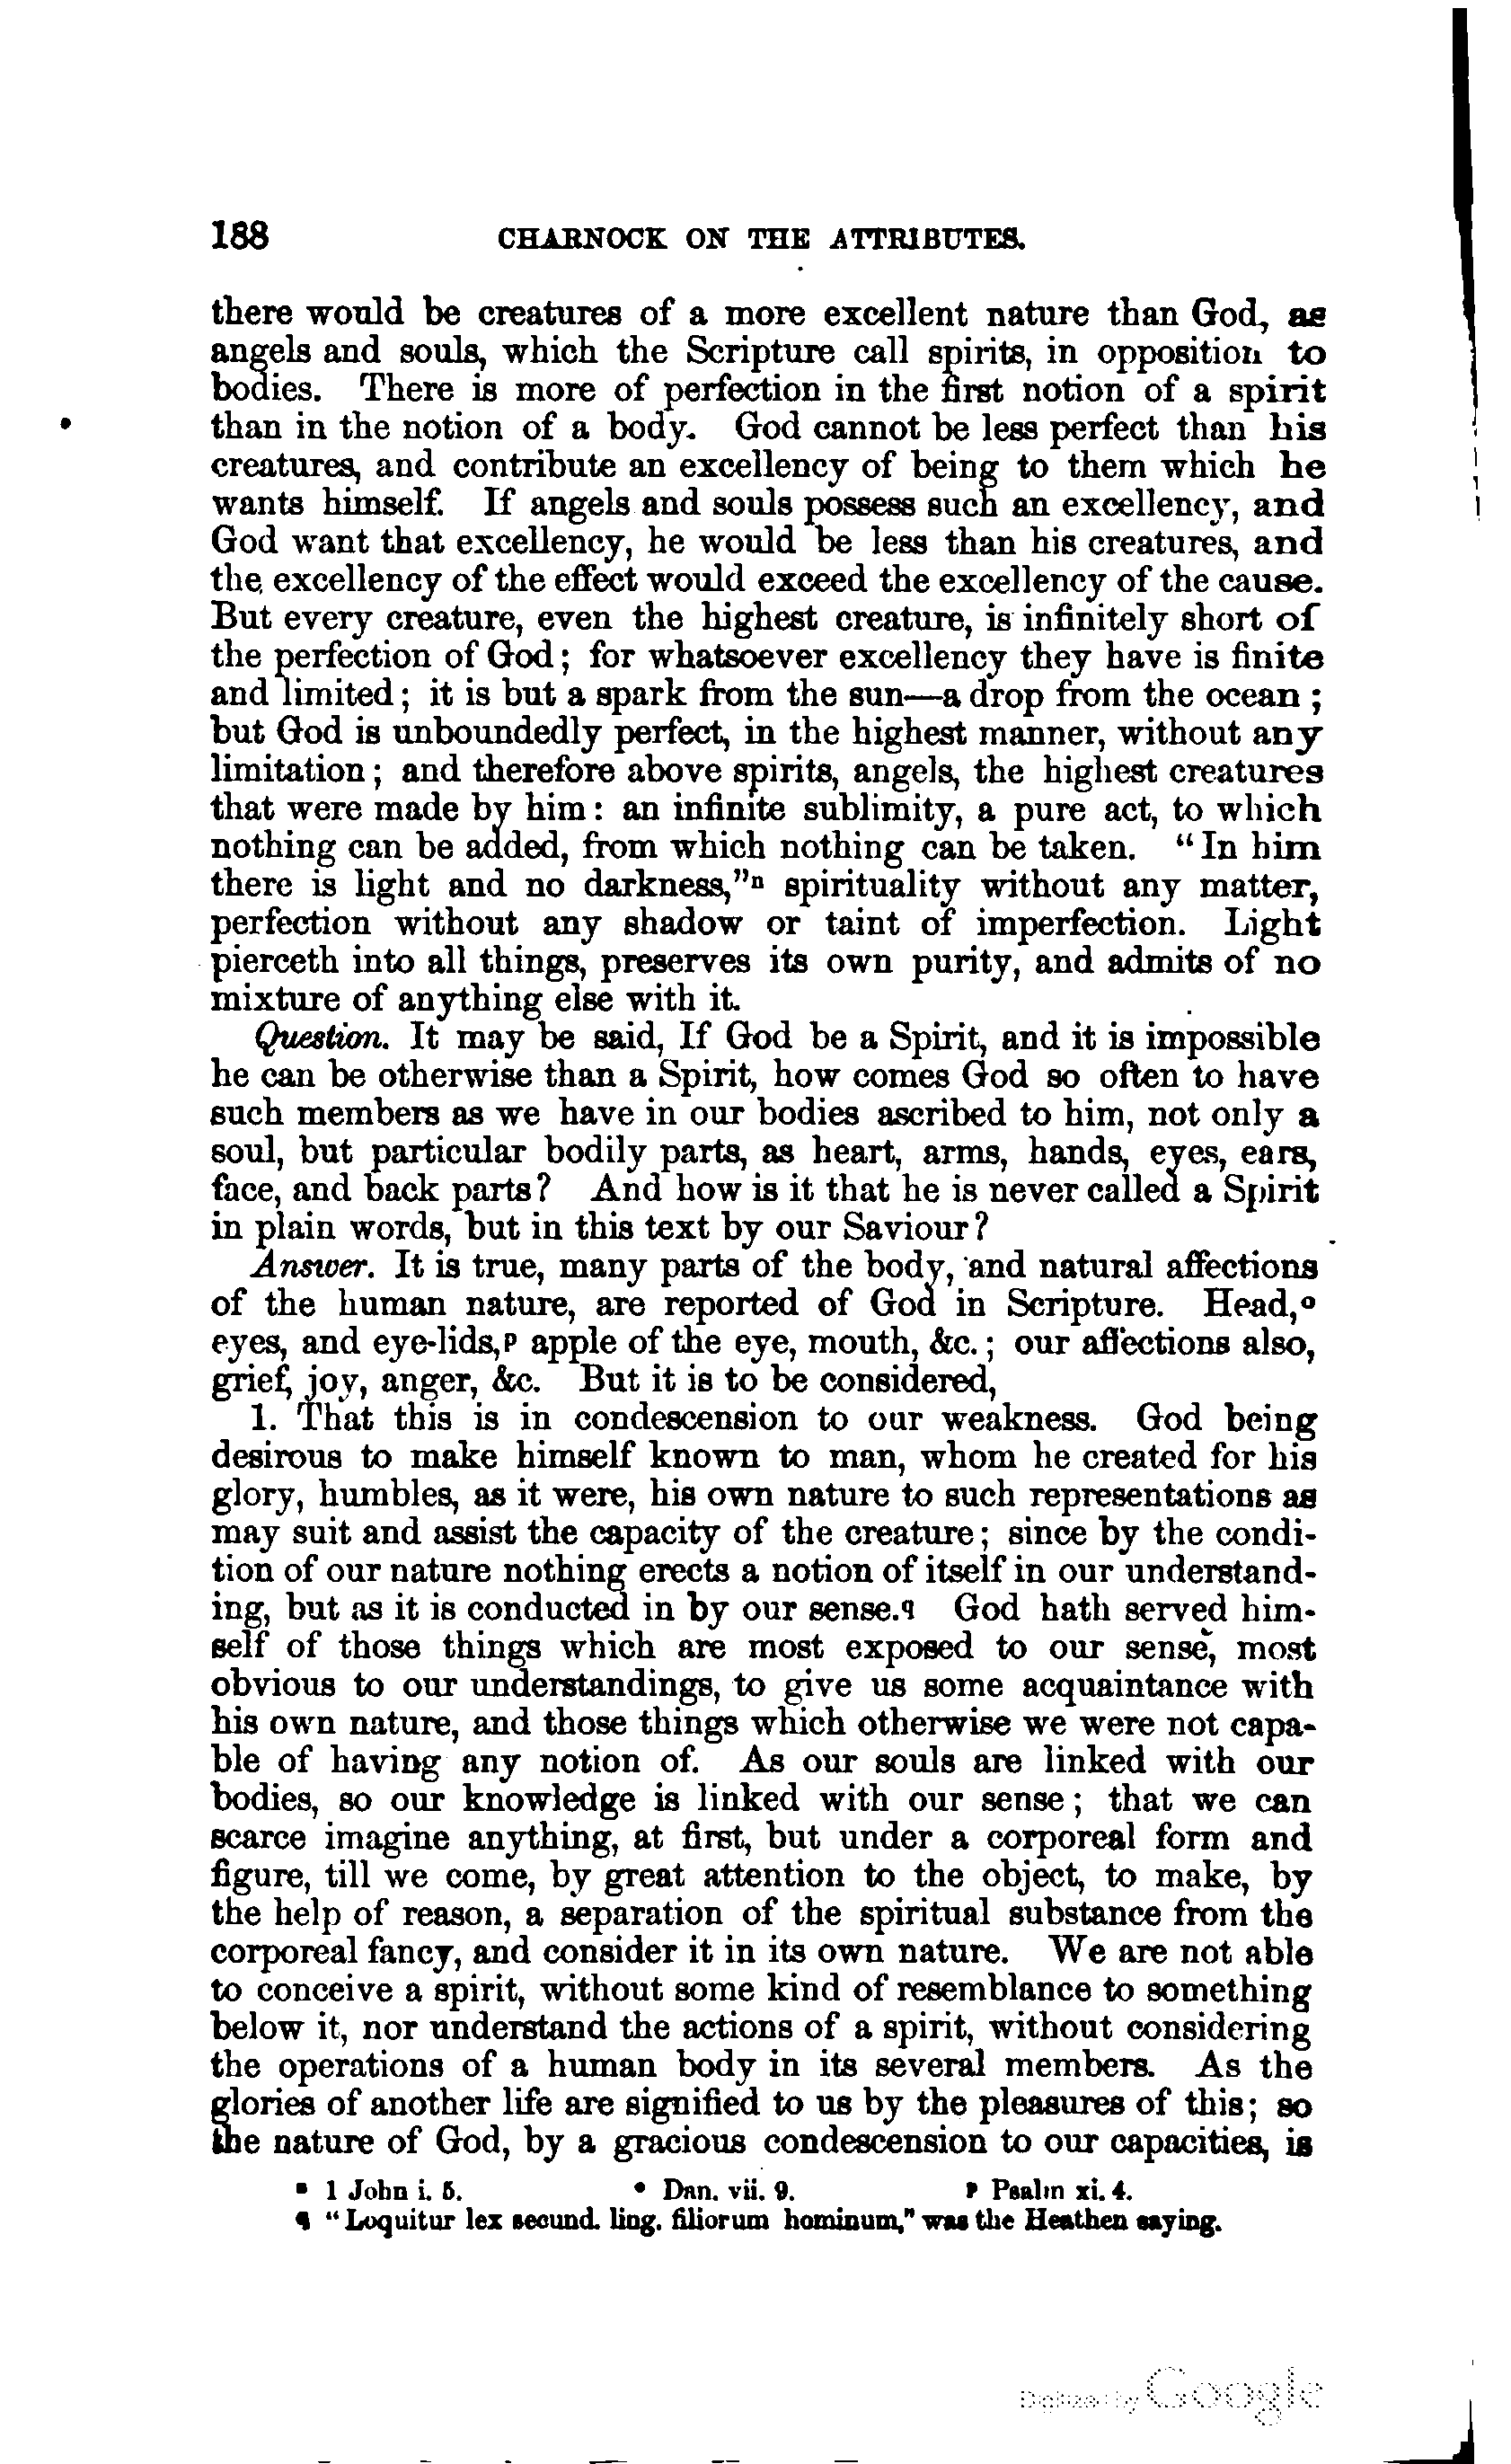 188 CHARNOCK ON THE ATTRIBUTES.
there would be creatures of a more excellent nature than God, as
angels and souls, which the Scripture call spirits, in opposition to
bodies. There is more of perfection in the first notion of a spirit
than in the notion of a body. God cannot be less perfect than his
creatures, and contribute an excellency of being to them which he
wants himself. If angels and souls possess such an excellency, and
God want that excellency, he would be less than his creatures, and
the excellency of the effect would exceed the excellency of the cause.
But every creature, even the highest creature, is infinitely short of
the perfection of God; for whatsoever excellency they have is finite
and limited; it is but a spark from the sun—a drop from the ocean;
but God is unboundedly perfect, in the highest manner, without any
limitation; and therefore above spirits, angels, the highest creatures
that were made by him: an infinite sublimity, a pure act, to which
nothing can be added, from which nothing can be taken. "In him
there is light and no darkness,"ⁿ spirituality without any matter,
perfection without any shadow or taint of imperfection. Light
pierceth into all things, preserves its own purity, and admits of no
mixture of anything else with it.
Question. It may be said, If God be a Spirit, and it is impossible
he can be otherwise than a Spirit, how comes God so often to have
such members as we have in our bodies ascribed to him, not only a
soul, but particular bodily parts, as heart, arms, hands, eyes, ears,
face, and back parts? And how is it that he is never called a Spirit
in plain words, but in this text by our Saviour?
Answer. It is true, many parts of the body, and natural affections
of the human nature, are reported of God in Scripture. Head,ᵒ
eyes, and eye-lids,ᵖ apple of the eye, mouth, &c.; our affections also,
grief, joy, anger, &c. But it is to be considered,
1. That this is in condescension to our weakness. God being
desirous to make himself known to man, whom he created for his
glory, humbles, as it were, his own nature to such representations as
may suit and assist the capacity of the creature; since by the condi-
tion of our nature nothing erects a notion of itself in our understand-
ing, but as it is conducted in by our sense.q God hath served him-
self of those things which are most exposed to our sense, most
obvious to our understandings, to give us some acquaintance with
his own nature, and those things which otherwise we were not capa-
ble of having any notion of. As our souls are linked with our
bodies, so our knowledge is linked with our sense; that we can
scarce imagine anything, at first, but under a corporeal form and
figure, till we come, by great attention to the object, to make, by
the help of reason, a separation of the spiritual substance from the
corporeal fancy, and consider it in its own nature. We are not able
to conceive a spirit, without some kind of resemblance to something
below it, nor understand the actions of a spirit, without considering
the operations of a human body in its several members. As the
glories of another life are signified to us by the pleasures of this; so
the nature of God, by a gracious condescension to our capacities, is
ⁿ 1 John i. 5. ᵒ Dan. vii. 9. ᵖ Psalm xi. 4.
q "Loquitur lex secund. ling. filiorum hominum," was the Heathen saying.
Digitized by Google